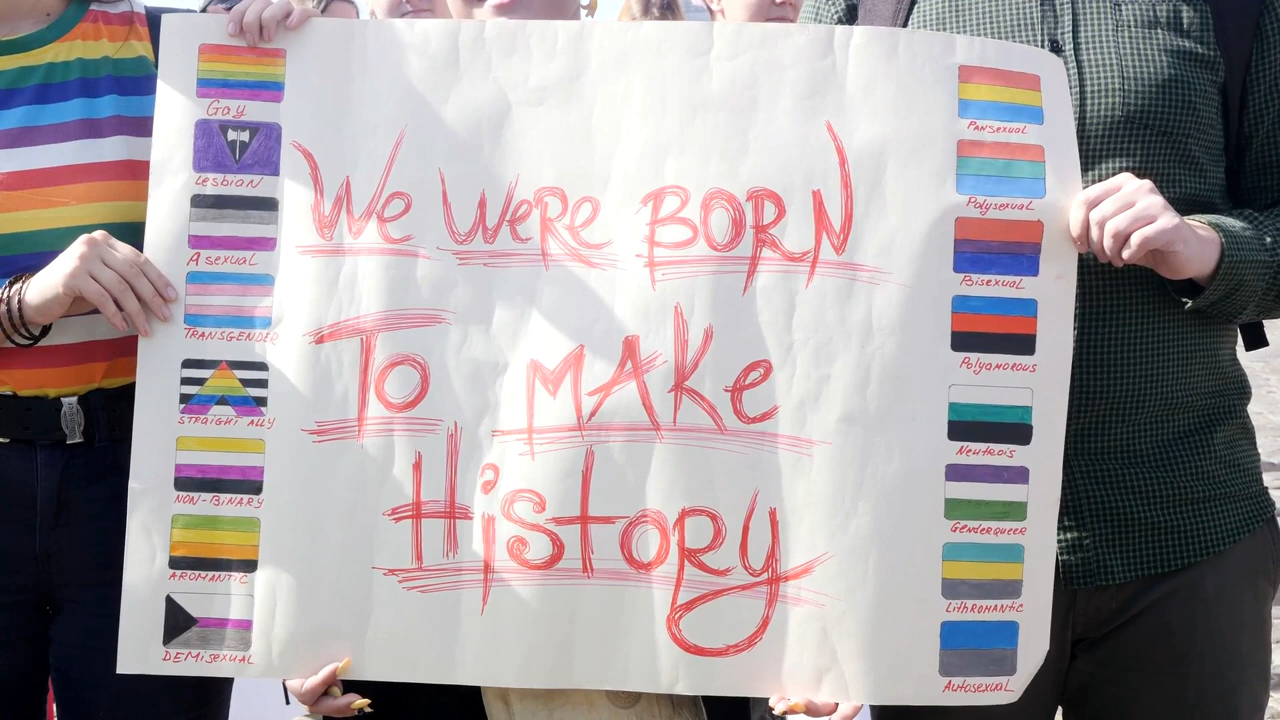 Gay
Lesbian
Asexual
TRANSGENDER
STRAIGHT ALLY
NON-BiNARY
AROMANTIC
DEMisexUAL
We WeRe BORN
To MAKe
HistoRy
PANsexual
Polysexual
Bisexual
Polyamorous
Neutrois
GENDERQUEER
LithROMANTIC
Autosexual